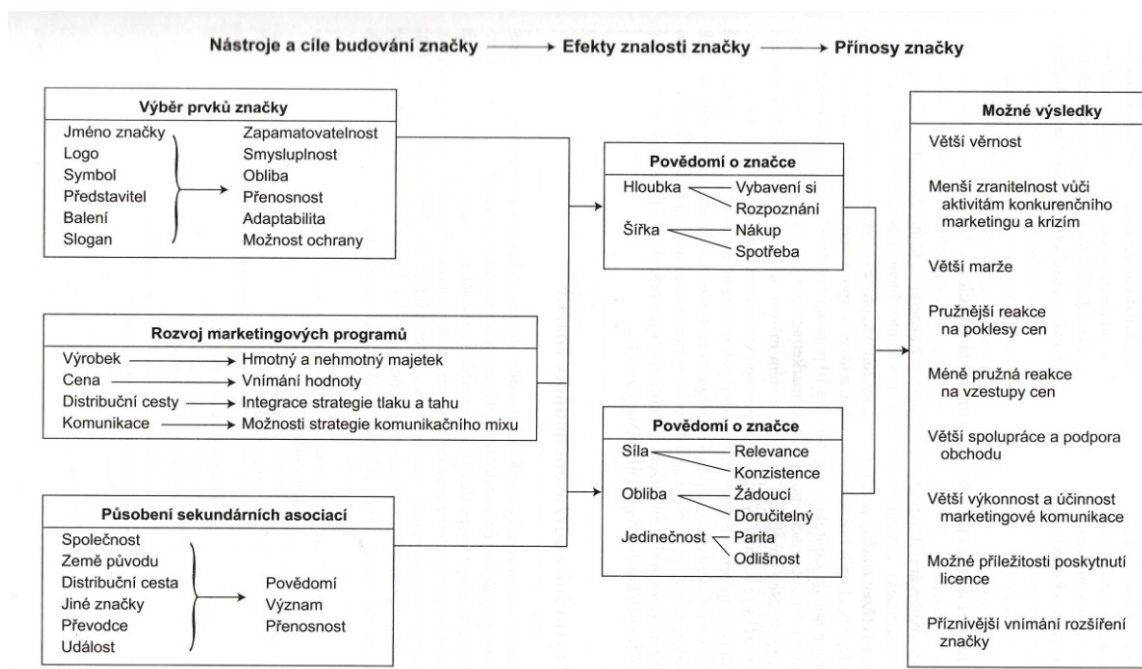 Nástroje a cíle budování značky
Efekty znalosti značky
Přínosy značky
Výběr prvků značky
Jméno značky
Logo
Symbol
Představitel
Balení
Slogan
Zapamatovatelnost
Smysluplnost
Obliba
Přenosnost
Adaptabilita
Možnost ochrany
Rozvoj marketingových programů
Výrobek
Hmotný a nehmotný majetek
Cena
Vnímání hodnoty
Distribuční cesty
Integrace strategie tlaku a tahu
Komunikace
Možnosti strategie komunikačního mixu
Působení sekundárních asociací
Společnost
Země původu
Distribuční cesta
Jiné značky
Převodce
Událost
Povědomí
Význam
Přenosnost
Povědomí o značce
Hloubka
Vybavení si
Rozpoznání
Šířka
Nákup
Spotřeba
Povědomí o značce
Síla
Relevance
Konzistence
Obliba
Žádoucí
Doručitelný
Jedinečnost
Parita
Odlišnost
Možné výsledky
Větší věrnost
Menší zranitelnost vůči
aktivitám konkurenčního
marketingu a krizím
Větší marže
Pružnější reakce
na poklesy cen
Méně pružná reakce
na vzestupy cen
Větší spolupráce a podpora
obchodu
Větší výkonnost a účinnost
marketingové komunikace
Možné příležitosti poskytnutí
licence
Příznivější vnímání rozšíření
značky